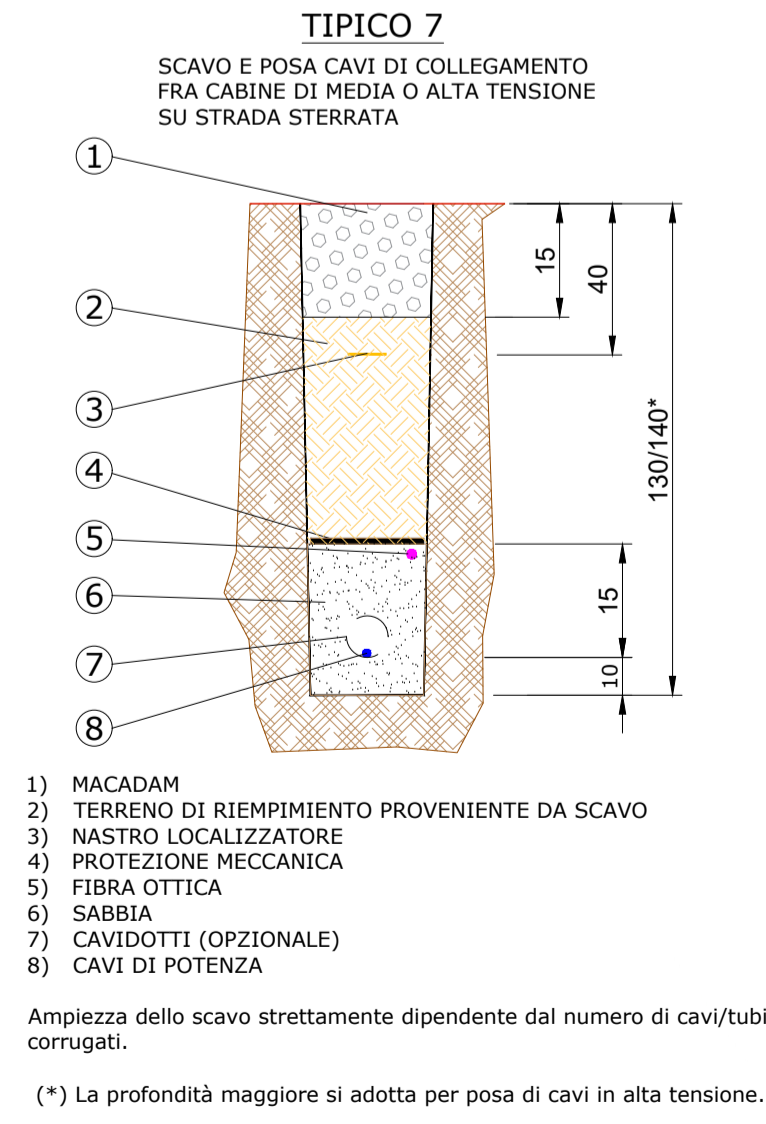 TIPICO 7
SCAVO E POSA CAVI DI COLLEGAMENTO
FRA CABINE DI MEDIA O ALTA TENSIONE
SU STRADA STERRATA
1
2
3
4
5
6
7
8
15
40
130/140*
15
10
1) MACADAM
2) TERRENO DI RIEMPIMENTO PROVENIENTE DA SCAVO
3) NASTRO LOCALIZZATORE
4) PROTEZIONE MECCANICA
5) FIBRA OTTICA
6) SABBIA
7) CAVIDOTTI (OPZIONALE)
8) CAVI DI POTENZA
Ampiezza dello scavo strettamente dipendente dal numero di cavi/tubi
corrugati.
(*) La profondità maggiore si adotta per posa di cavi in alta tensione.